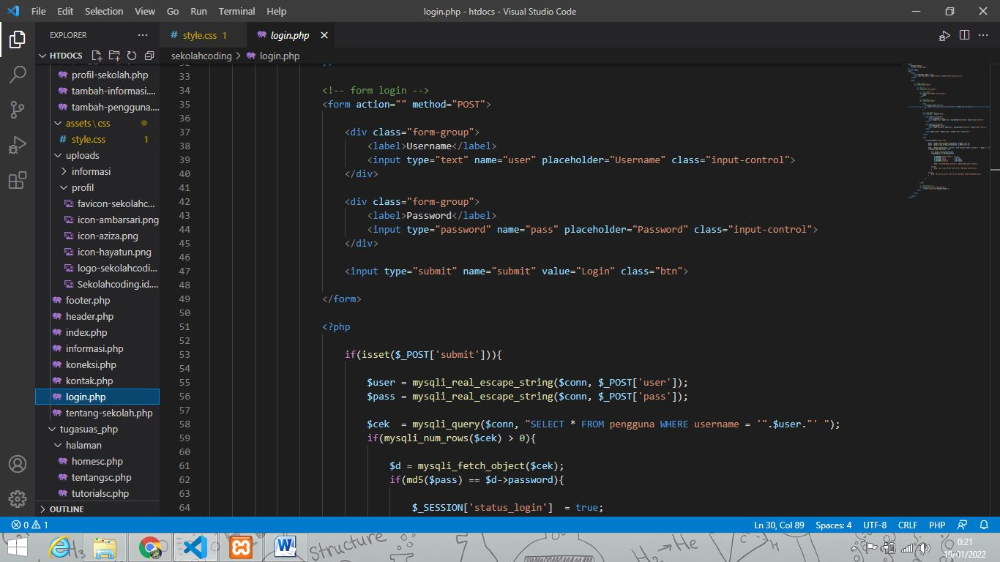 File Edit Selection View Go Run Terminal Help
login.php - htdocs - Visual Studio Code
EXPLORER
HTDOCS
profil-sekolah.php
tambah-informasi....
tambah-pengguna....
assets\css
style.css 1
uploads
informasi
profil
favicon-sekolahc...
icon-ambarsari.png
icon-aziza.png
icon-hayatun.png
logo-sekolahcodi...
Sekolahcoding.id....
footer.php
header.php
index.php
informasi.php
koneksi.php
kontak.php
login.php
tentang-sekolah.php
tugasuas_php
halaman
homesc.php
tentangsc.php
tutorialsc.php
OUTLINE
# style.css 1 login.php
sekolahcoding > login.php
33
34 <!-- form login -->
35 <form action="" method="POST">
36
37 <div class="form-group">
38 <label>Username</label>
39 <input type="text" name="user" placeholder="Username" class="input-control">
40 </div>
41
42 <div class="form-group">
43 <label>Password</label>
44 <input type="password" name="pass" placeholder="Password" class="input-control">
45 </div>
46
47 <input type="submit" name="submit" value="Login" class="btn">
48
49 </form>
50
51 <?php
52
53 if(isset($_POST['submit'])){
54
55 $user = mysqli_real_escape_string($conn, $_POST['user']);
56 $pass = mysqli_real_escape_string($conn, $_POST['pass']);
57
58 $cek  = mysqli_query($conn, "SELECT * FROM pengguna WHERE username = '".$user."' ");
59 if(mysqli_num_rows($cek) > 0){
60
61 $d = mysqli_fetch_object($cek);
62 if(md5($pass) == $d->password){
63
64 $_SESSION['status_login']  = true;
0 1
Ln 30, Col 89 Spaces: 4 UTF-8 CRLF PHP
H3 Structure H2 → He
0:21
19/01/2022